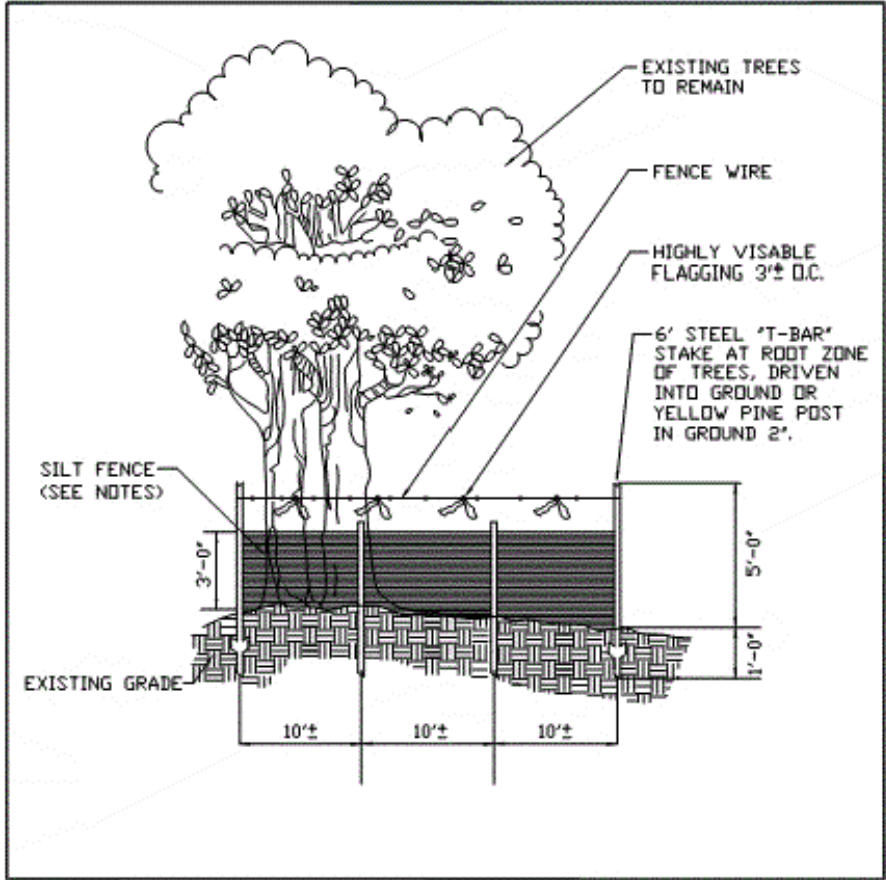 EXISTING TREES
TO REMAIN
FENCE WIRE
HIGHLY VISABLE
FLAGGING 3'± O.C.
6' STEEL "T-BAR"
STAKE AT ROOT ZONE
OF TREES, DRIVEN
INTO GROUND OR
YELLOW PINE POST
IN GROUND 2".
SILT FENCE
(SEE NOTES)
3'-0"
5'-0"
1'-0"
EXISTING GRADE
10'±
10'±
10'±